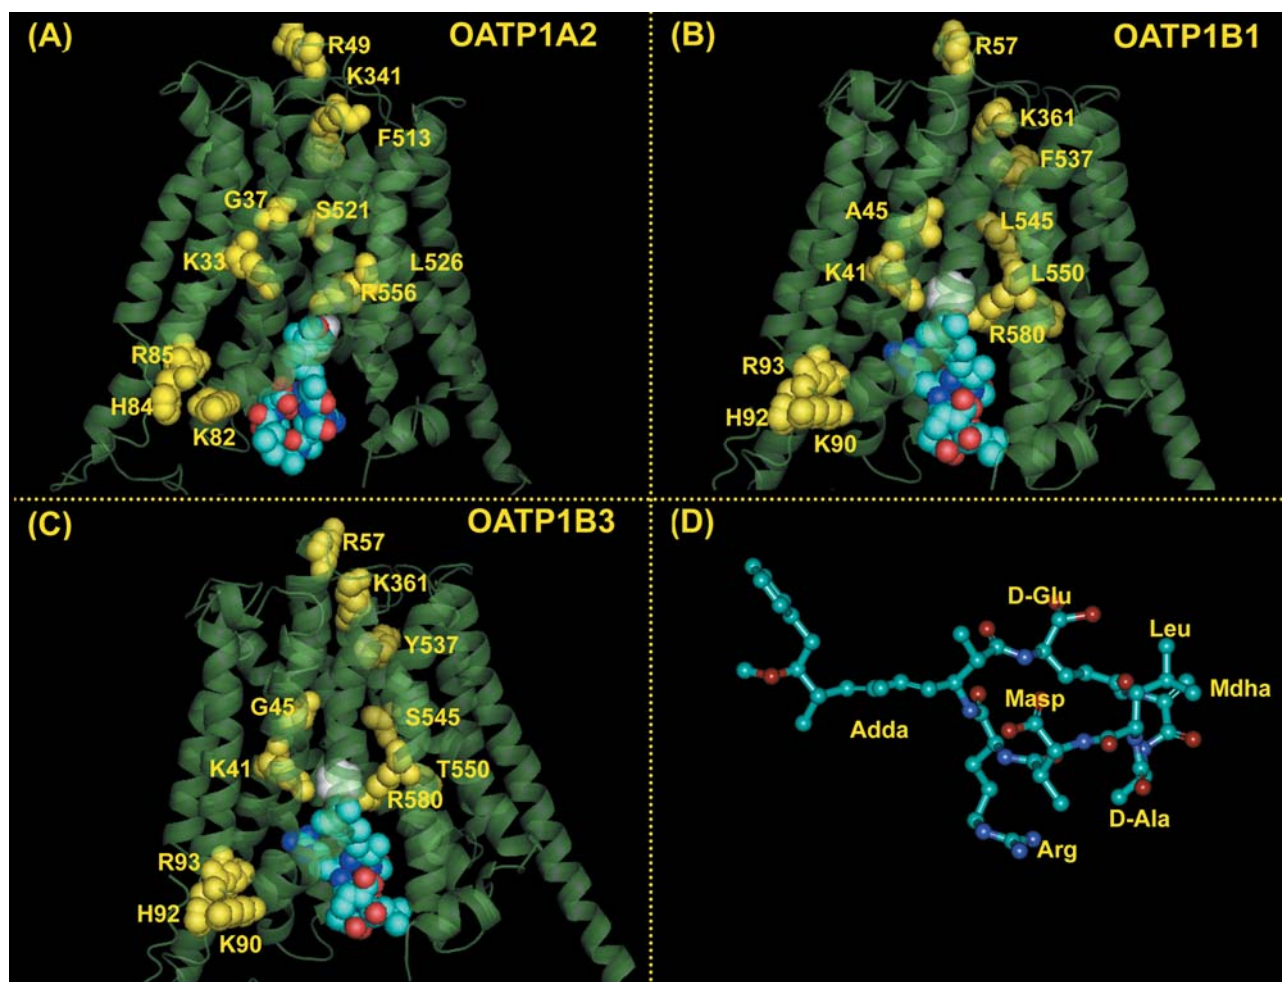 (A)
OATP1A2
R49
K341
F513
G37
S521
K33
L526
R556
R85
H84
K82
(B)
OATP1B1
R57
K361
F537
A45
L545
K41
L550
R580
R93
H92
K90
(C)
OATP1B3
R57
K361
Y537
G45
S545
K41
T550
R580
R93
H92
K90
(D)
D-Glu
Leu
Masp
Mdha
Adda
D-Ala
Arg